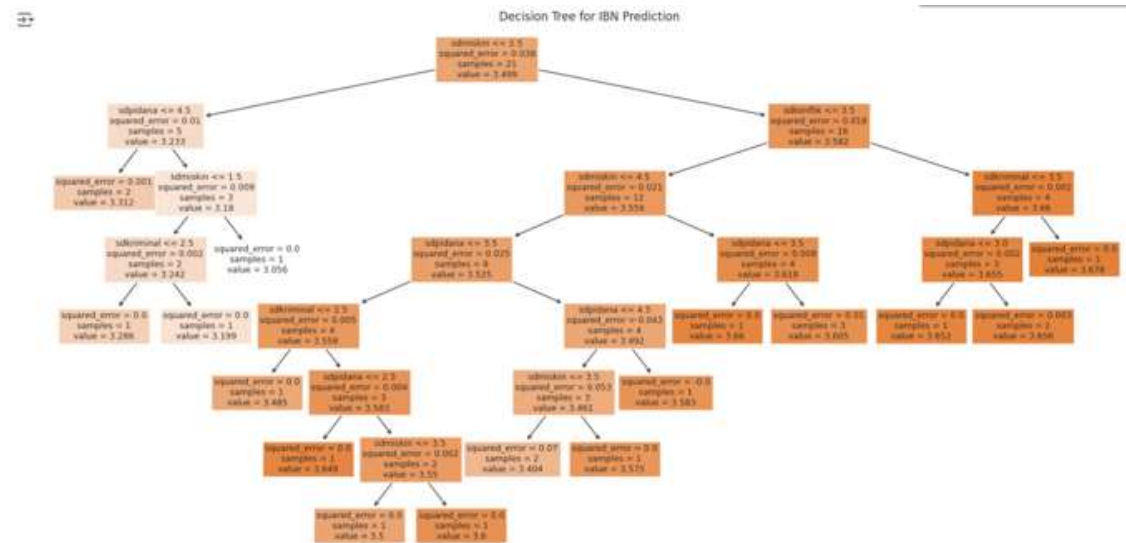 Decision Tree for IBN Prediction
sdmiskin <= 3.5
squared_error = 0.038
samples = 21
value = 3.499
sdpidana <= 4.5
squared_error = 0.01
samples = 5
value = 3.233
sdkonflik <= 3.5
squared_error = 0.018
samples = 16
value = 3.582
squared_error = 0.001
samples = 2
value = 3.312
sdmiskin <= 1.5
squared_error = 0.009
samples = 3
value = 3.18
sdmiskin <= 4.5
squared_error = 0.021
samples = 12
value = 3.556
sdkriminal <= 3.5
squared_error = 0.002
samples = 4
value = 3.66
sdkriminal <= 2.5
squared_error = 0.002
samples = 2
value = 3.242
squared_error = 0.0
samples = 1
value = 3.056
sdpidana <= 3.5
squared_error = 0.025
samples = 8
value = 3.525
sdpidana <= 3.5
squared_error = 0.008
samples = 4
value = 3.619
sdpidana <= 3.0
squared_error = 0.002
samples = 3
value = 3.655
squared_error = 0.0
samples = 1
value = 3.678
squared_error = 0.0
samples = 1
value = 3.286
squared_error = 0.0
samples = 1
value = 3.199
sdkriminal <=
squared_error = 0.005
samples = 4
value = 3.558
sdpidana <= 4.5
squared_error = 0.043
samples = 4
value = 3.492
squared_error = 0.0
samples = 1
value = 3.66
squared_error = 0.01
samples = 3
value = 3.605
squared_error = 0.0
samples = 1
value = 3.652
squared_error = 0.003
samples = 2
value = 3.656
squared_error = 0.0
samples = 1
value = 3.485
sdpidana <= 2.5
squared_error = 0.004
samples = 3
value = 3.583
sdmiskin <= 3.5
squared_error = 0.053
samples = 3
value = 3.461
squared_error = -0.0
samples = 1
value = 3.583
squared_error = 0.0
samples = 1
value = 3.649
sdmiskin <= 3.5
squared_error = 0.002
samples = 2
value = 3.55
squared_error = 0.07
samples = 2
value = 3.404
squared_error = 0.0
samples = 1
value = 3.575
squared_error = 0.0
samples = 1
value = 3.5
squared_error = 0.0
samples = 1
value = 3.6